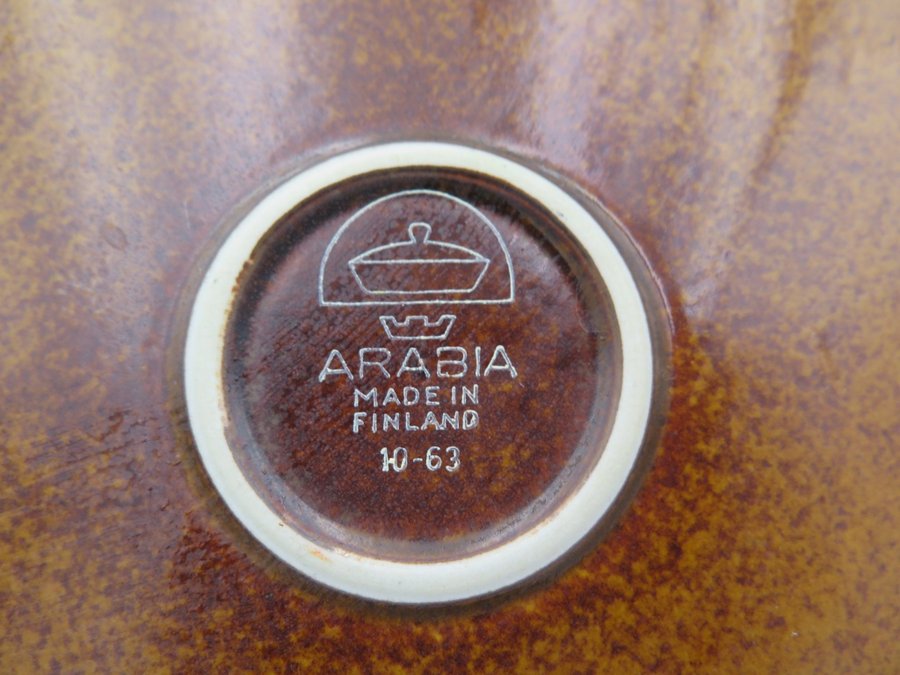 ARABIA
MADE IN
FINLAND
10-63